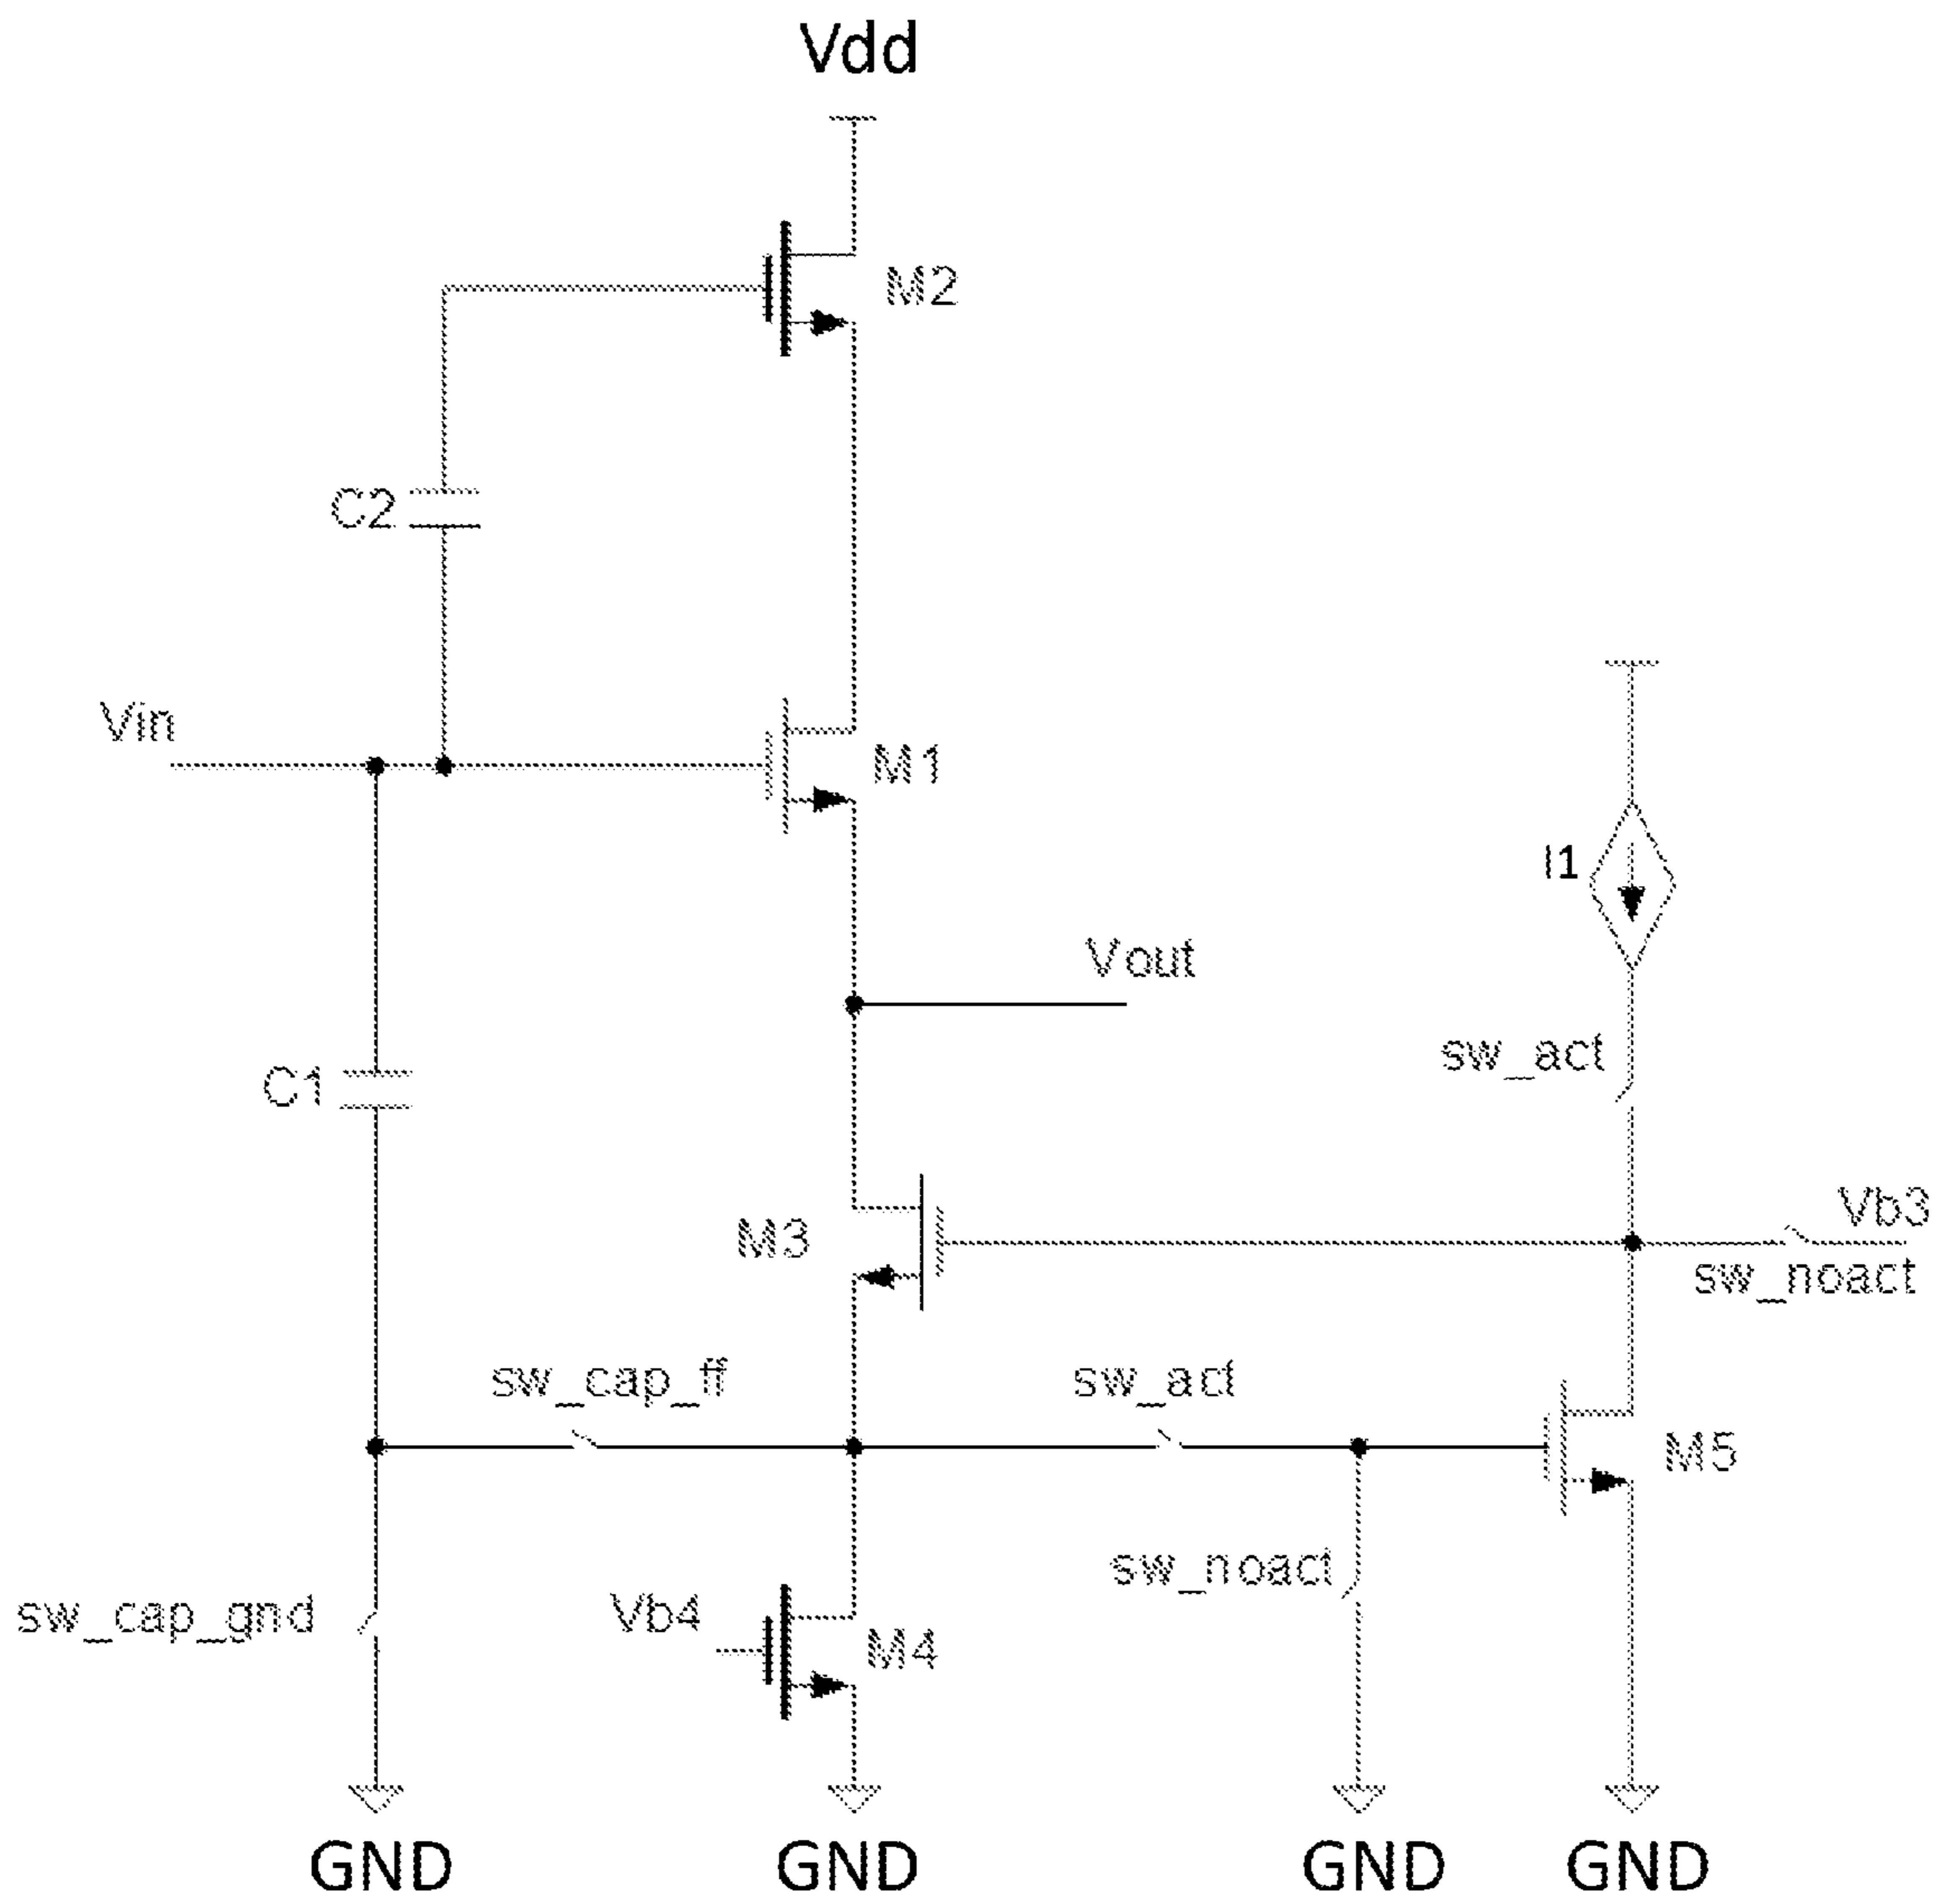 Vdd
M2
C2
Vin
M1
I1
Vout
sw_act
C1
Vb3
M3
sw_noact
sw_cap_ff
sw_act
M5
sw_noact
sw_cap_gnd
Vb4
M4
GND
GND
GND
GND